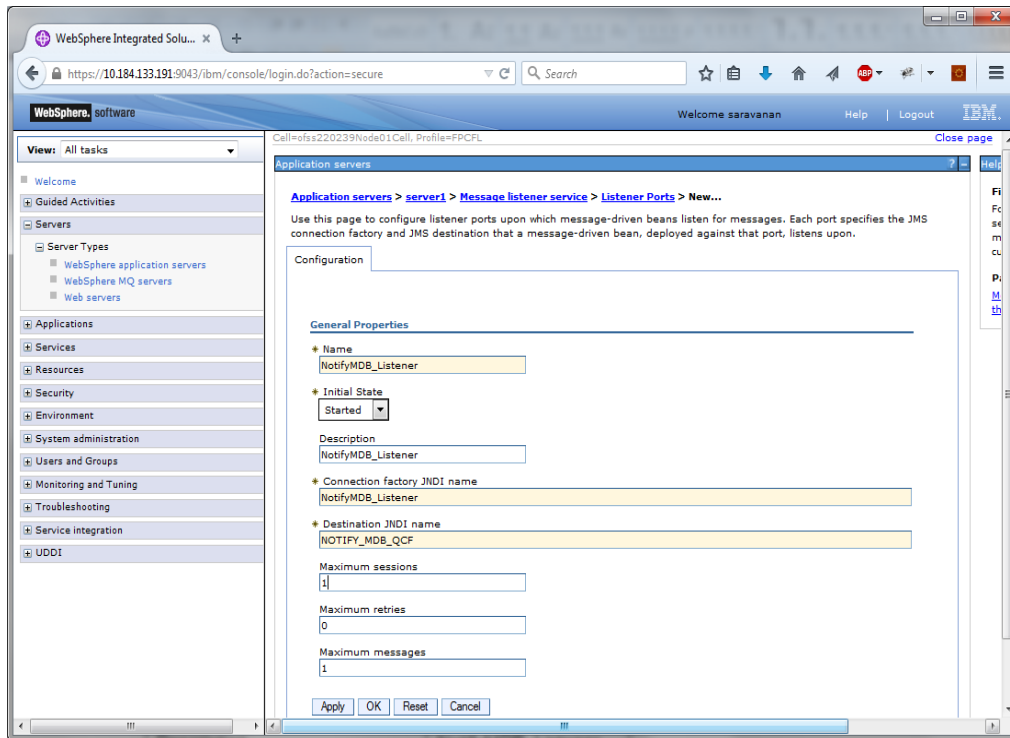 WebSphere Integrated Solu...
https://10.184.133.191:9043/ibm/console/login.do?action=secure
Search
ABP
WebSphere. software
Welcome saravanan
Help | Logout
IBM.
View: All tasks
Welcome
Guided Activities
Servers
Server Types
WebSphere application servers
WebSphere MQ servers
Web servers
Applications
Services
Resources
Security
Environment
System administration
Users and Groups
Monitoring and Tuning
Troubleshooting
Service integration
UDDI
Cell=ofss220239Node01Cell, Profile=FPCFL
Close page
Application servers
Application servers > server1 > Message listener service > Listener Ports > New...
Use this page to configure listener ports upon which message-driven beans listen for messages. Each port specifies the JMS
connection factory and JMS destination that a message-driven bean, deployed against that port, listens upon.
Configuration
General Properties
* Name
NotifyMDB_Listener
* Initial State
Started
Description
NotifyMDB_Listener
* Connection factory JNDI name
NotifyMDB_Listener
* Destination JNDI name
NOTIFY_MDB_QCF
Maximum sessions
1
Maximum retries
0
Maximum messages
1
Apply
OK
Reset
Cancel
Help